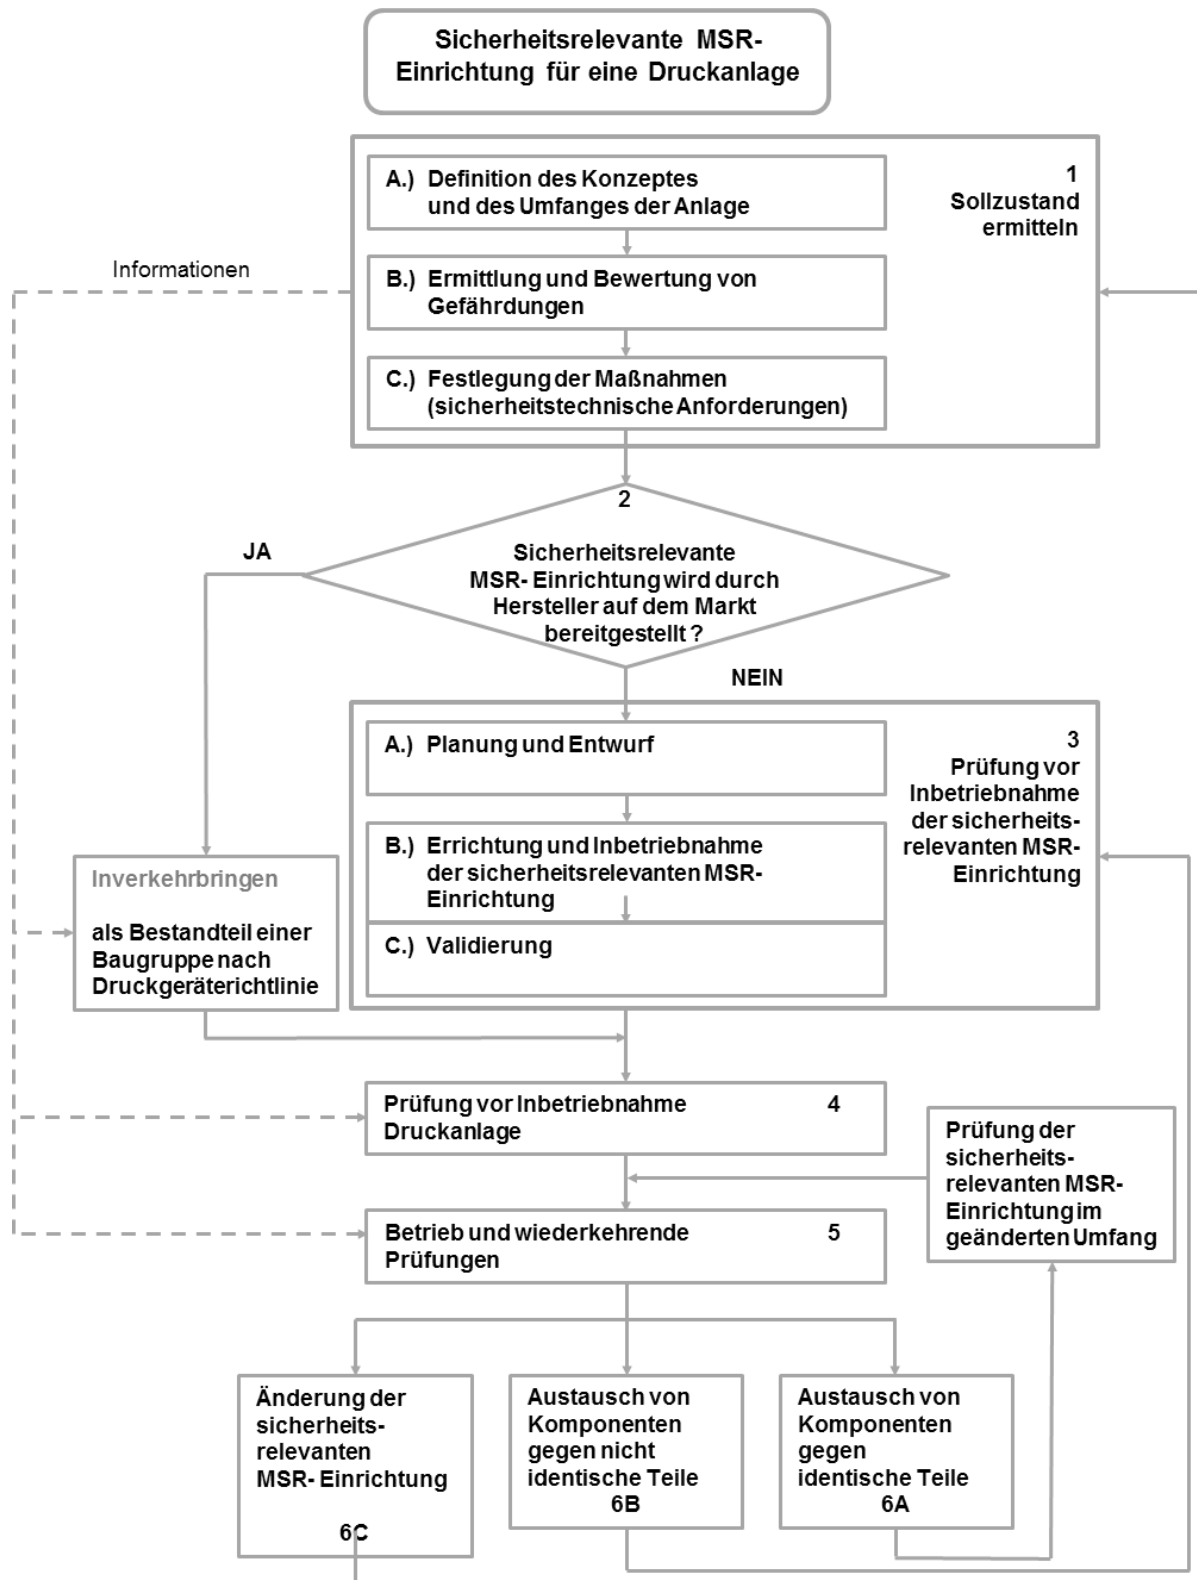 Sicherheitsrelevante MSR-
Einrichtung für eine Druckanlage
A.) Definition des Konzeptes
und des Umfanges der Anlage
1
Sollzustand
ermitteln
Informationen
B.) Ermittlung und Bewertung von
Gefährdungen
C.) Festlegung der Maßnahmen
(sicherheitstechnische Anforderungen)
2
JA
Sicherheitsrelevante
MSR- Einrichtung wird durch
Hersteller auf dem Markt
bereitgestellt ?
NEIN
A.) Planung und Entwurf
3
Prüfung vor
Inbetriebnahme
der sicherheits-
relevanten MSR-
Einrichtung
B.) Errichtung und Inbetriebnahme
der sicherheitsrelevanten MSR-
Einrichtung
C.) Validierung
Inverkehrbringen
als Bestandteil einer
Baugruppe nach
Druckgeräterichtlinie
Prüfung vor Inbetriebnahme 4
Druckanlage
Prüfung der
sicherheits-
relevanten MSR-
Einrichtung im
geänderten Umfang
Betrieb und wiederkehrende 5
Prüfungen
Änderung der
sicherheits-
relevanten
MSR- Einrichtung
6C
Austausch von
Komponenten
gegen nicht
identische Teile
6B
Austausch von
Komponenten
gegen
identische Teile
6A